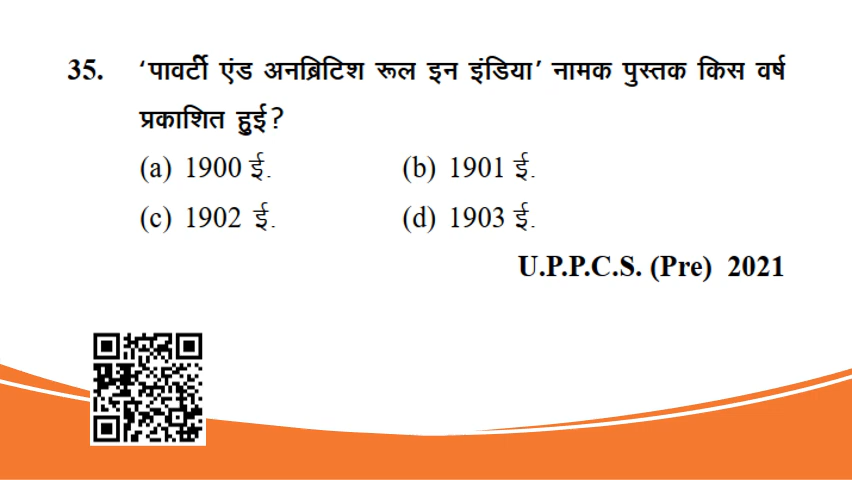 35. ‘पावर्टी एंड अनब्रिटिश रूल इन इंडिया’ नामक पुस्तक किस वर्ष
प्रकाशित हुई?
(a) 1900 ई. (b) 1901 ई.
(c) 1902 ई. (d) 1903 ई.
U.P.P.C.S. (Pre) 2021